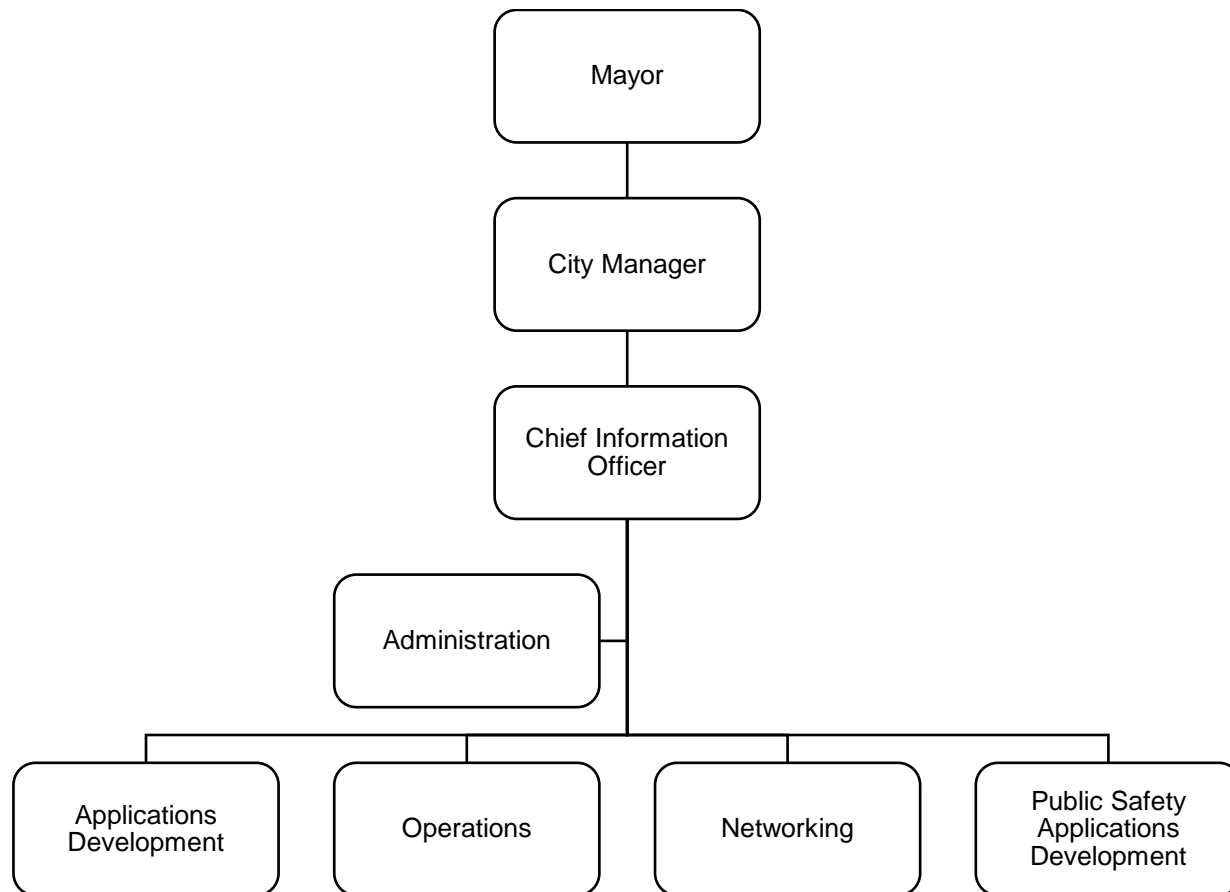 Mayor
City Manager
Chief Information
Officer
Administration
Applications
Development
Operations
Networking
Public Safety
Applications
Development